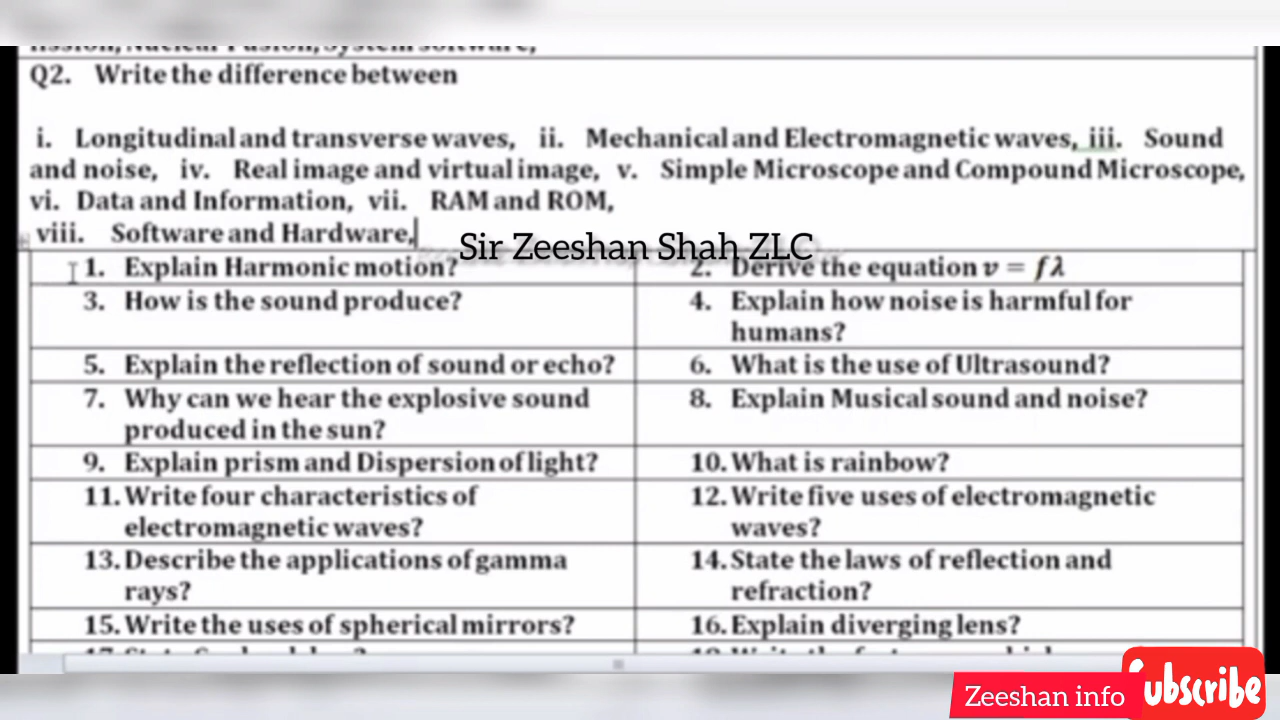 fission, Nuclear Fusion, System software,
Q2. Write the difference between
i. Longitudinal and transverse waves, ii. Mechanical and Electromagnetic waves, iii. Sound
and noise, iv. Real image and virtual image, v. Simple Microscope and Compound Microscope,
vi. Data and Information, vii. RAM and ROM,
viii. Software and Hardware,
Sir Zeeshan Shah ZLC
1. Explain Harmonic motion? 2. Derive the equation v = fλ
3. How is the sound produce? 4. Explain how noise is harmful for
humans?
5. Explain the reflection of sound or echo? 6. What is the use of Ultrasound?
7. Why can we hear the explosive sound 8. Explain Musical sound and noise?
produced in the sun?
9. Explain prism and Dispersion of light? 10. What is rainbow?
11. Write four characteristics of 12. Write five uses of electromagnetic
electromagnetic waves? waves?
13. Describe the applications of gamma 14. State the laws of reflection and
rays? refraction?
15. Write the uses of spherical mirrors? 16. Explain diverging lens?
Zeeshan info ubscribe